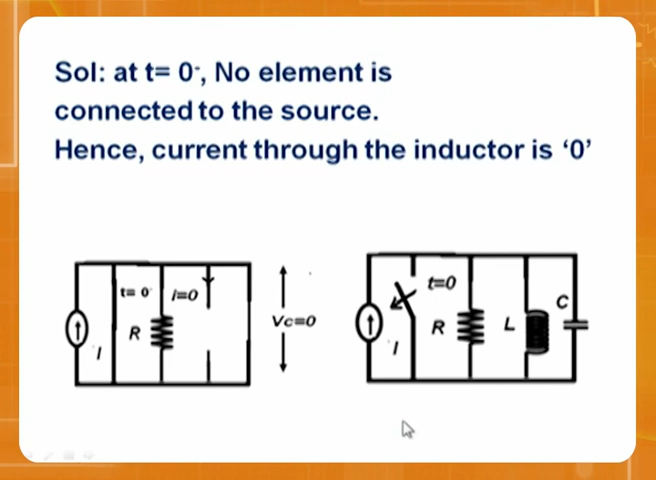 Sol: at t= 0⁻, No element is
connected to the source.
Hence, current through the inductor is ‘0’
t= 0⁻
I=0
R
I
Vc=0
t=0
R
L
C
I